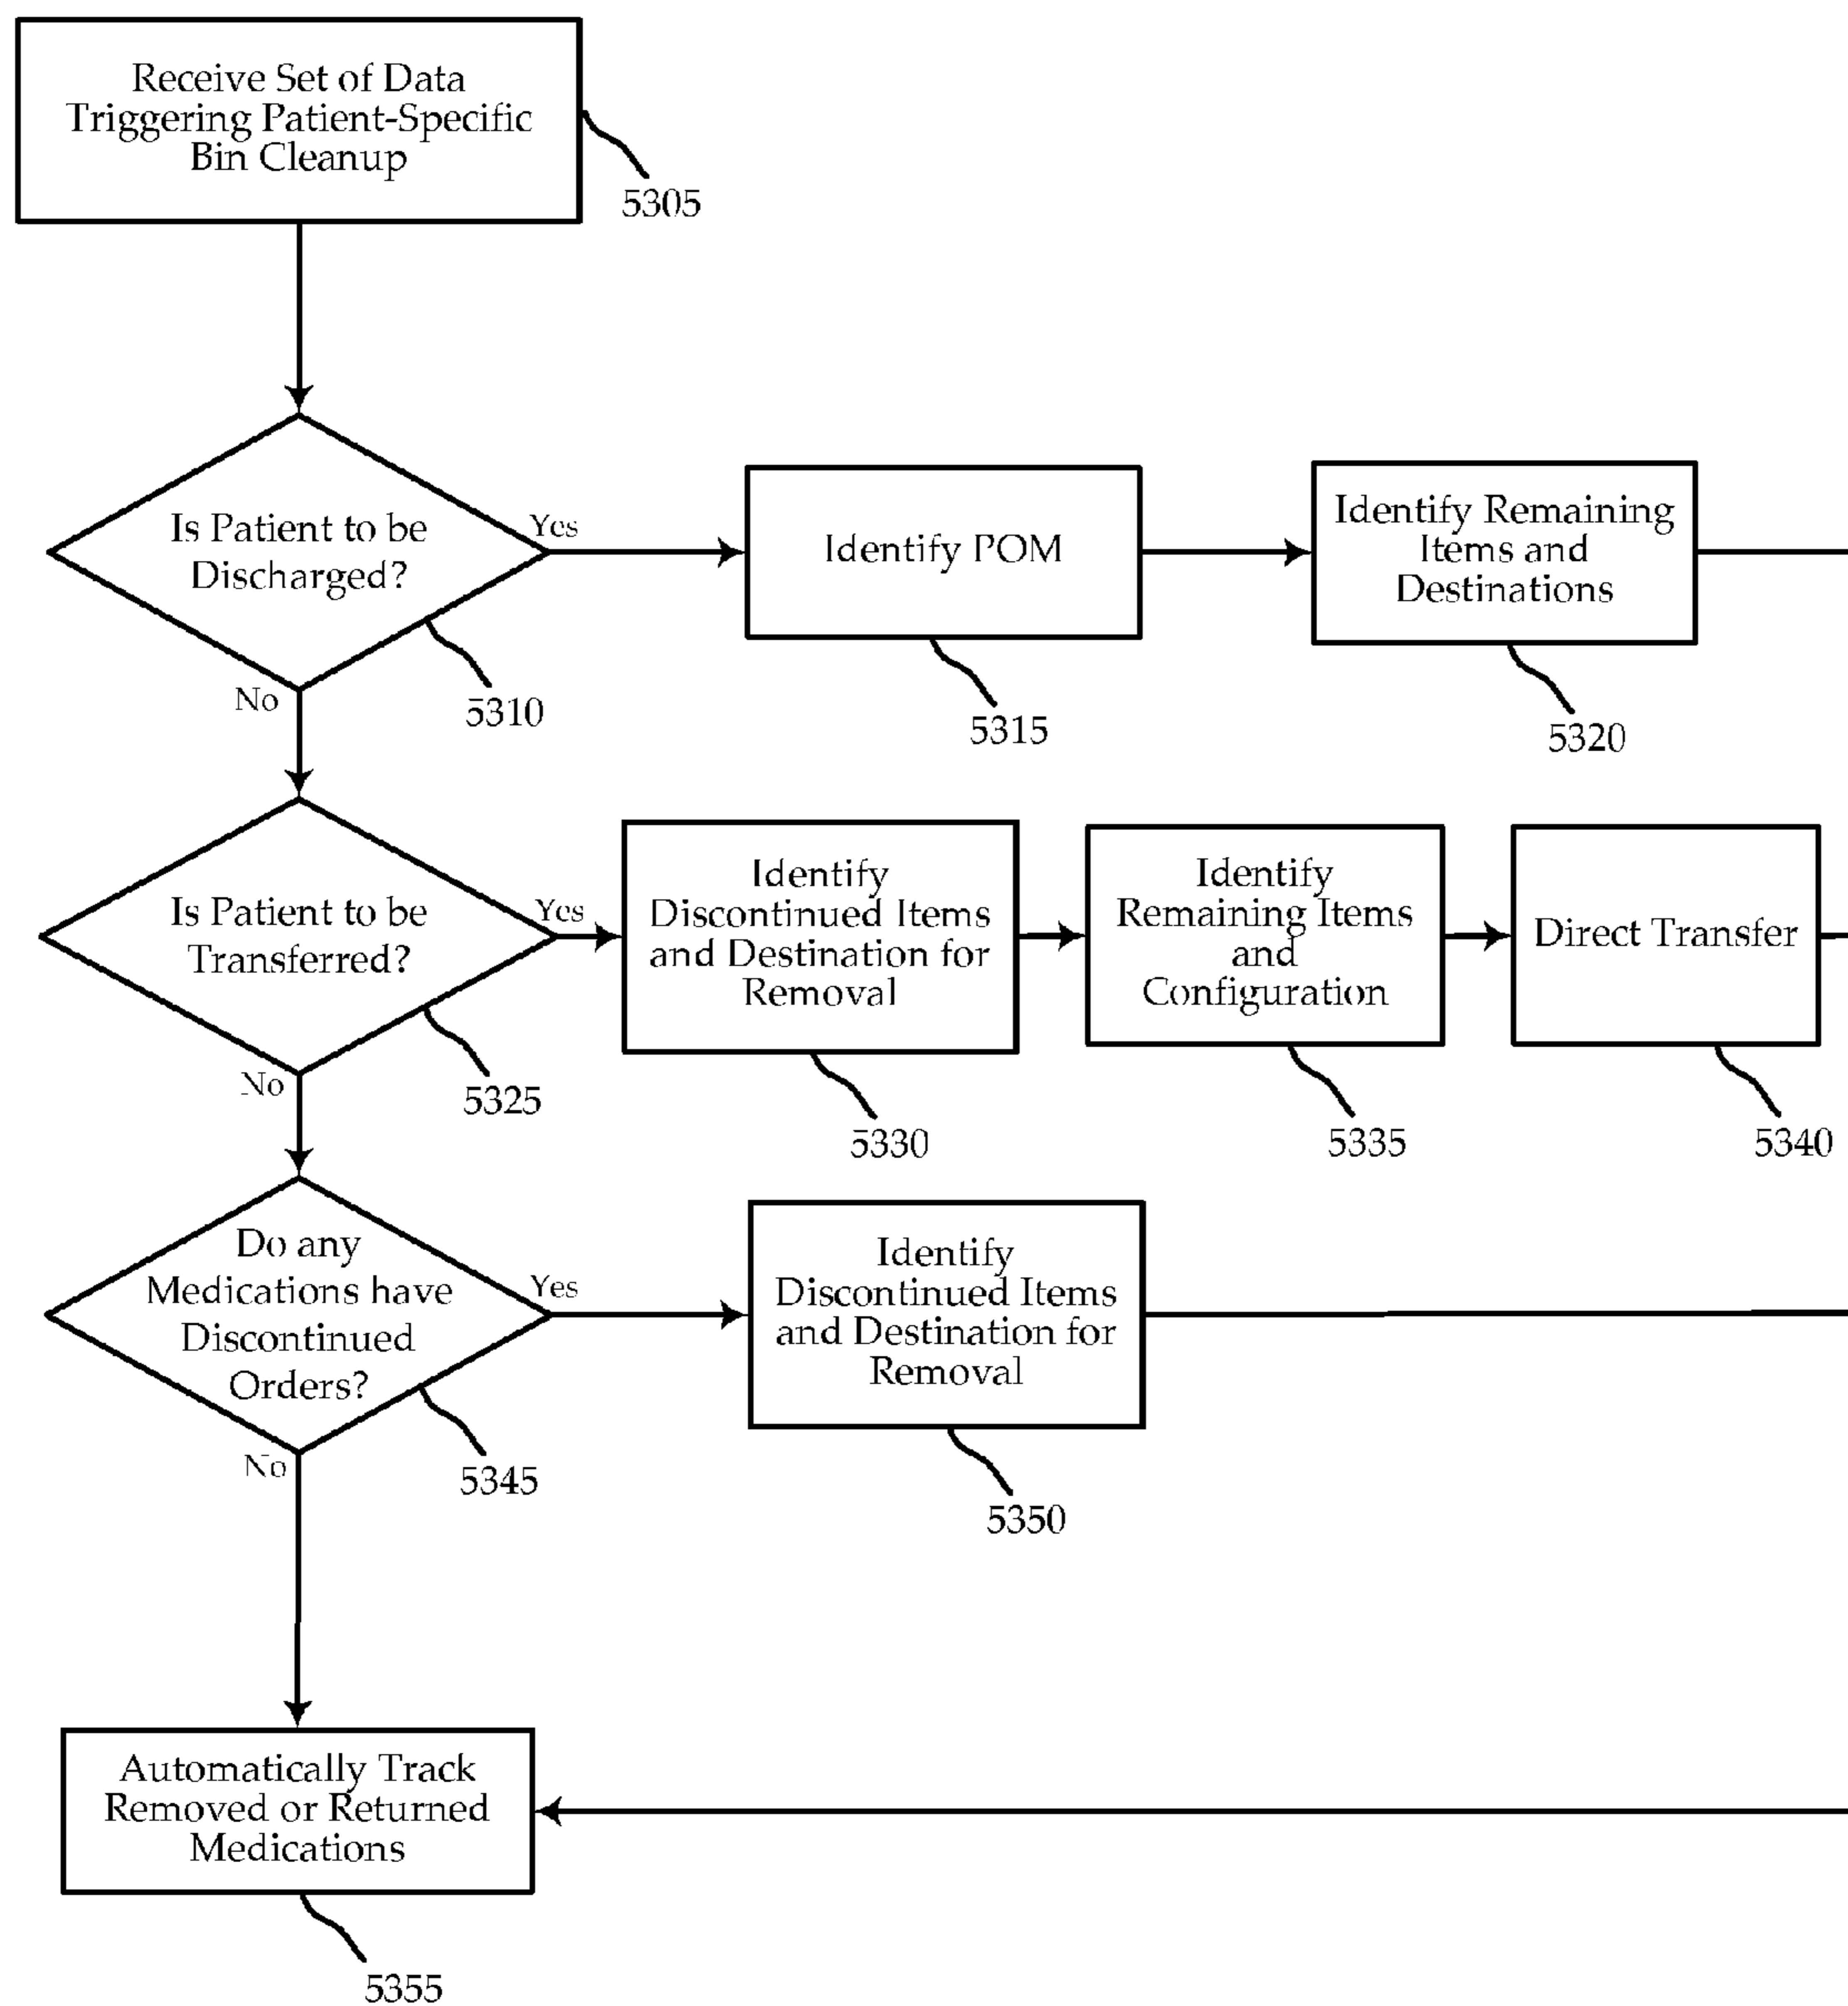 Receive Set of Data
Triggering Patient-Specific
Bin Cleanup
5305
Is Patient to be
Discharged?
Yes
No
5310
Identify POM
5315
Identify Remaining
Items and
Destinations
5320
Is Patient to be
Transferred?
Yes
No
5325
Identify
Discontinued Items
and Destination for
Removal
5330
Identify
Remaining Items
and
Configuration
5335
Direct Transfer
5340
Do any
Medications have
Discontinued
Orders?
Yes
No
5345
Identify
Discontinued Items
and Destination for
Removal
5350
Automatically Track
Removed or Returned
Medications
5355